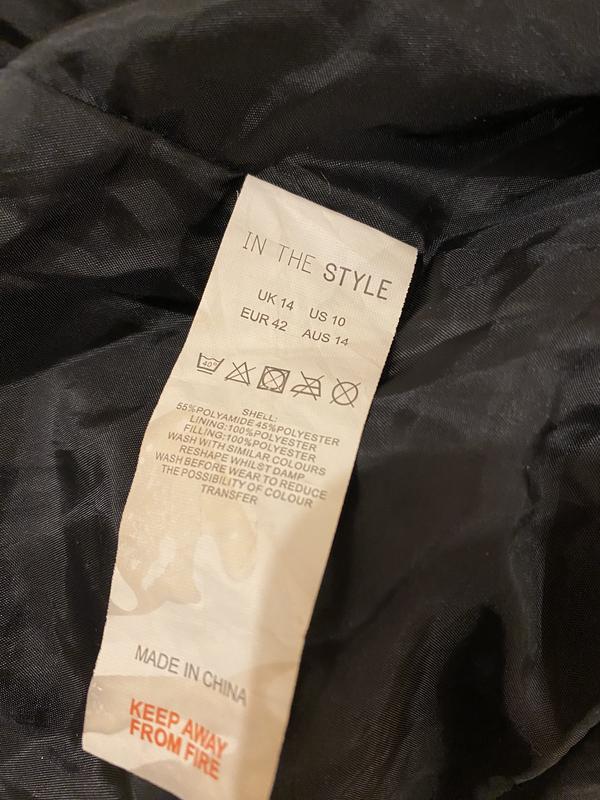 IN THE STYLE
UK 14 US 10
EUR 42 AUS 14
40°
SHELL:
55%POLYAMIDE 45%POLYESTER
LINING:100%POLYESTER
FILLING:100%POLYESTER
WASH WITH SIMILAR COLOURS
RESHAPE WHILST DAMP
WASH BEFORE WEAR TO REDUCE
THE POSSIBILITY OF COLOUR
TRANSFER
MADE IN CHINA
KEEP AWAY
FROM FIRE